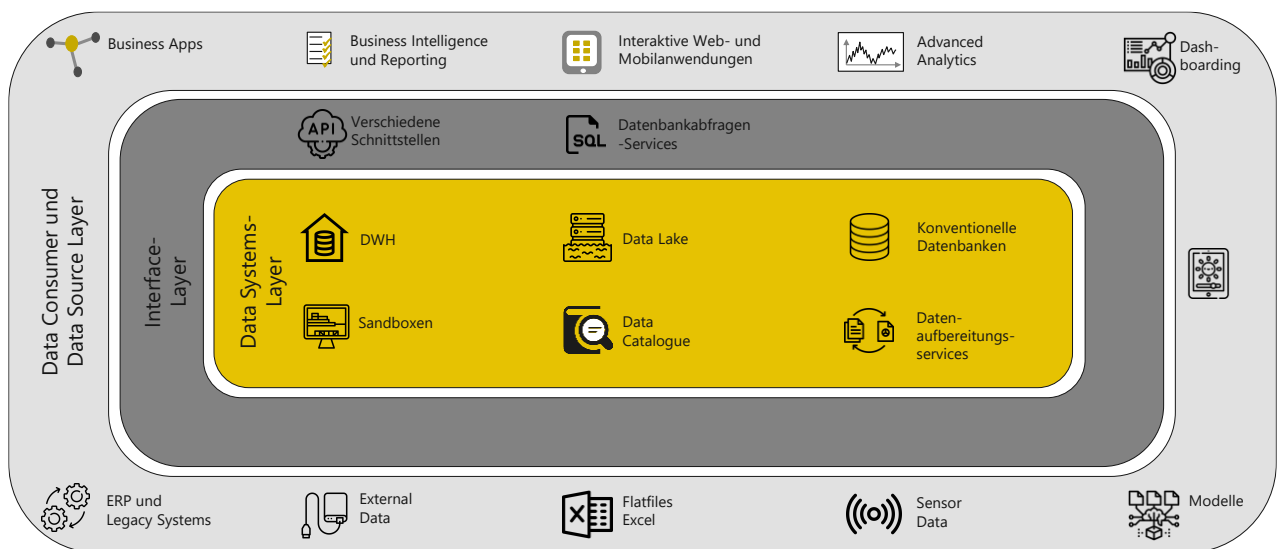 Business Apps
Business Intelligence
und Reporting
Interaktive Web- und
Mobilanwendungen
Advanced
Analytics
Dash-
boarding
API
Verschiedene
Schnittstellen
SQL
Datenbankabfragen
-Services
Data Consumer und
Data Source Layer
Interface-
Layer
Data Systems-
Layer
DWH
Data Lake
Konventionelle
Datenbanken
Sandboxen
Data
Catalogue
Daten-
aufbereitungs-
services
ERP und
Legacy Systems
External
Data
X
Flatfiles
Excel
Sensor
Data
Modelle